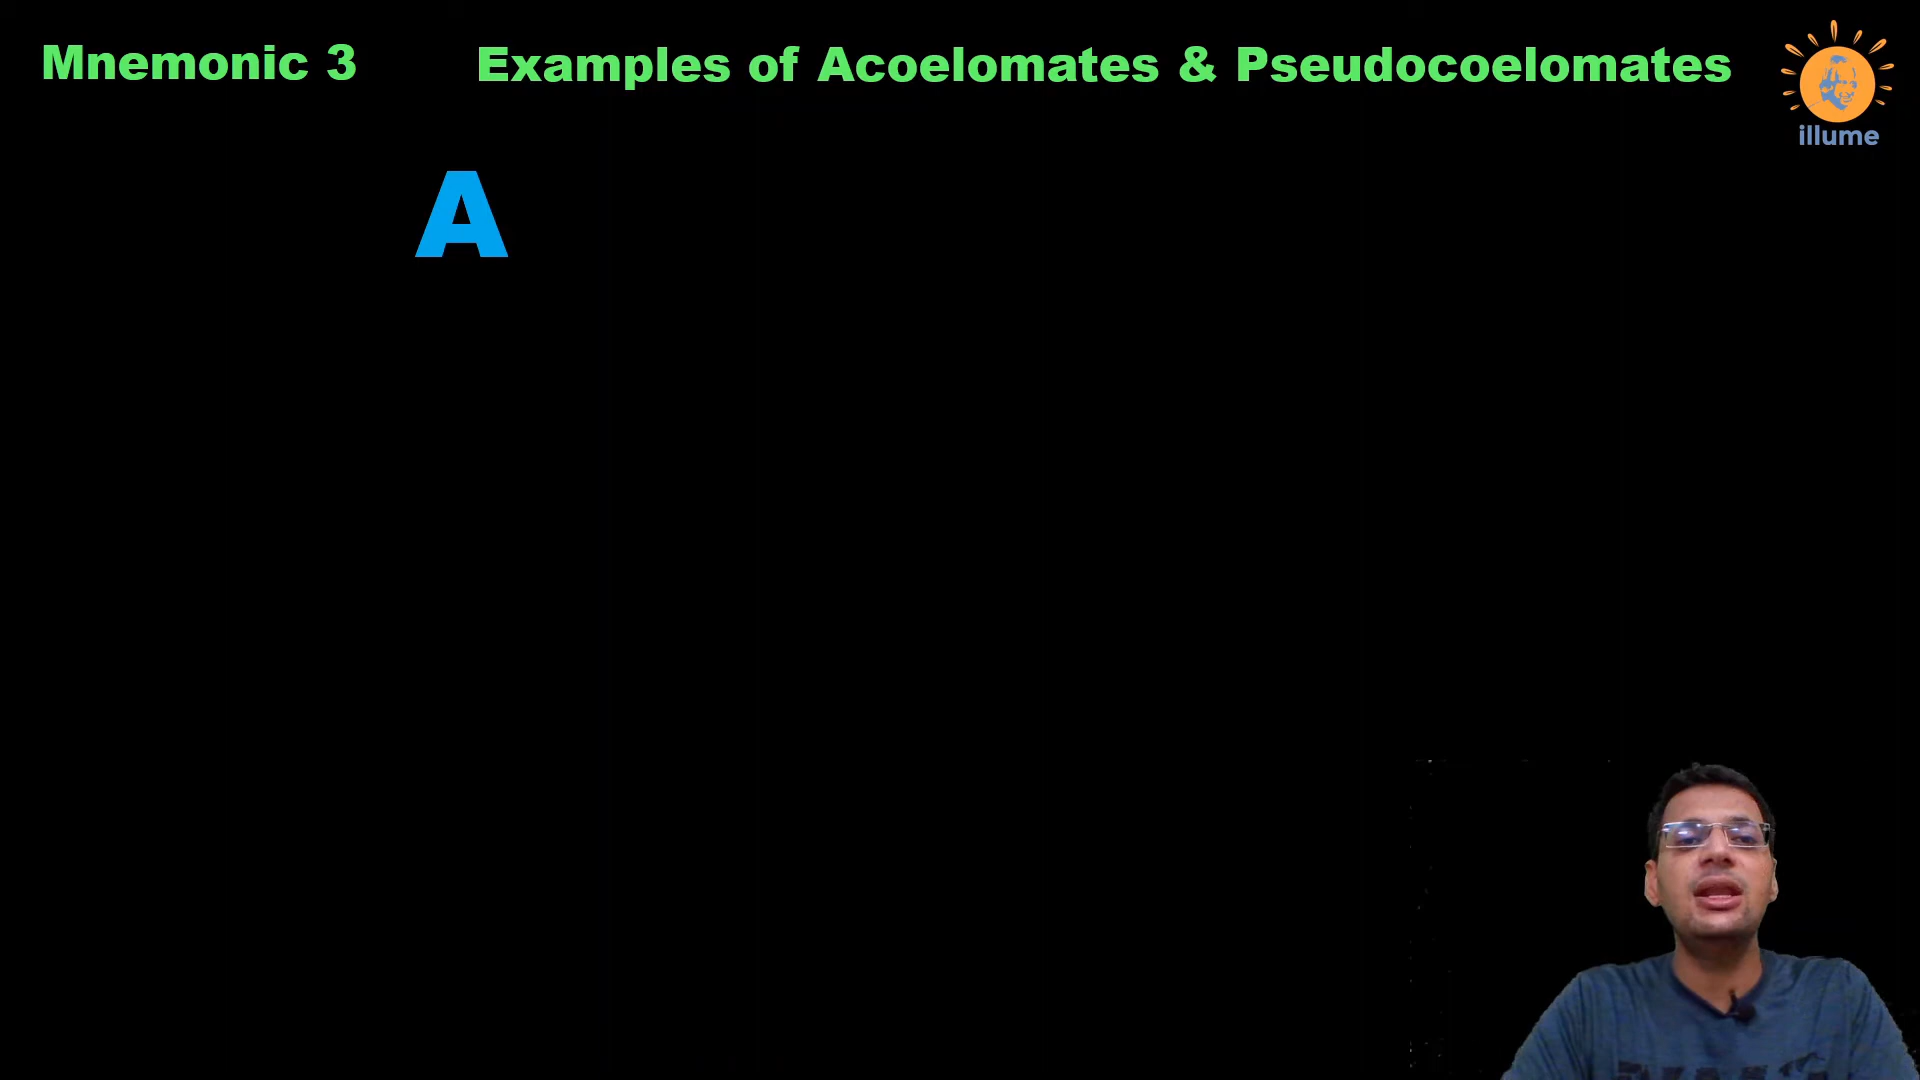 Mnemonic 3
Examples of Acoelomates & Pseudocoelomates
illume
A